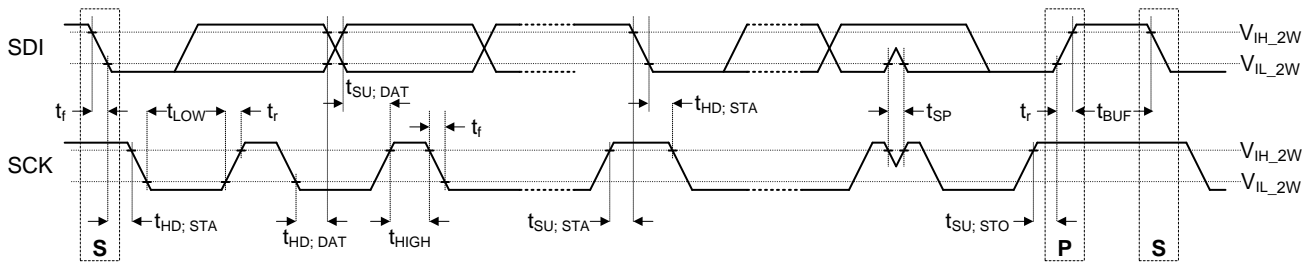 SDI
V_IH_2W
V_IL_2W
t_SU; DAT
t_HD; STA
t_f
t_LOW
t_r
t_f
t_SP
t_r
t_BUF
SCK
V_IH_2W
V_IL_2W
t_HD; STA
t_HD; DAT
t_HIGH
t_SU; STA
t_SU; STO
S
P
S